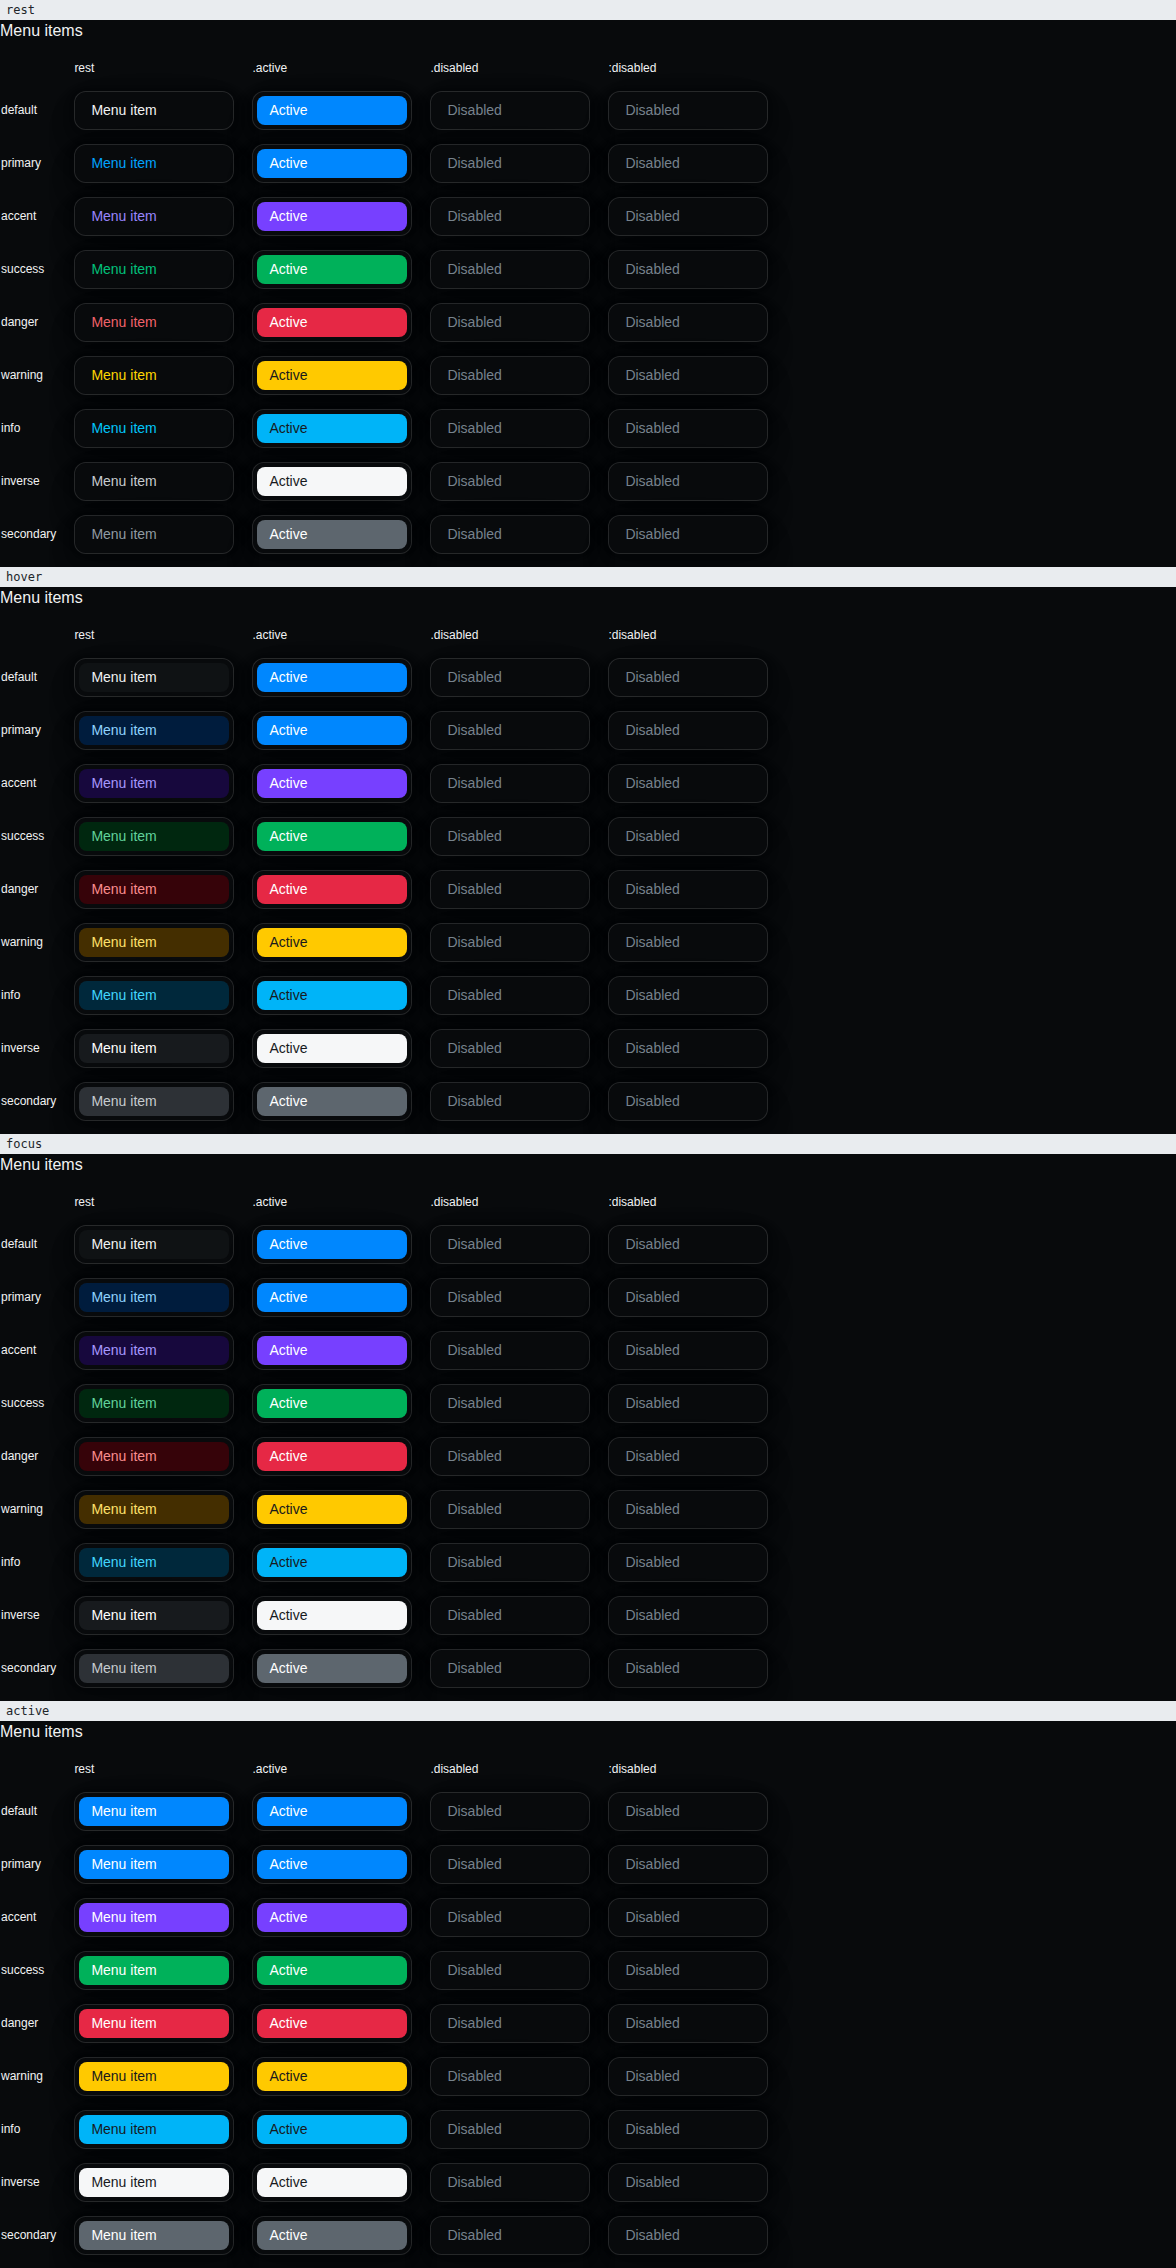 rest
Menu items
rest .active .disabled :disabled
default Menu item Active Disabled Disabled
primary Menu item Active Disabled Disabled
accent Menu item Active Disabled Disabled
success Menu item Active Disabled Disabled
danger Menu item Active Disabled Disabled
warning Menu item Active Disabled Disabled
info Menu item Active Disabled Disabled
inverse Menu item Active Disabled Disabled
secondary Menu item Active Disabled Disabled
hover
Menu items
rest .active .disabled :disabled
default Menu item Active Disabled Disabled
primary Menu item Active Disabled Disabled
accent Menu item Active Disabled Disabled
success Menu item Active Disabled Disabled
danger Menu item Active Disabled Disabled
warning Menu item Active Disabled Disabled
info Menu item Active Disabled Disabled
inverse Menu item Active Disabled Disabled
secondary Menu item Active Disabled Disabled
focus
Menu items
rest .active .disabled :disabled
default Menu item Active Disabled Disabled
primary Menu item Active Disabled Disabled
accent Menu item Active Disabled Disabled
success Menu item Active Disabled Disabled
danger Menu item Active Disabled Disabled
warning Menu item Active Disabled Disabled
info Menu item Active Disabled Disabled
inverse Menu item Active Disabled Disabled
secondary Menu item Active Disabled Disabled
active
Menu items
rest .active .disabled :disabled
default Menu item Active Disabled Disabled
primary Menu item Active Disabled Disabled
accent Menu item Active Disabled Disabled
success Menu item Active Disabled Disabled
danger Menu item Active Disabled Disabled
warning Menu item Active Disabled Disabled
info Menu item Active Disabled Disabled
inverse Menu item Active Disabled Disabled
secondary Menu item Active Disabled Disabled